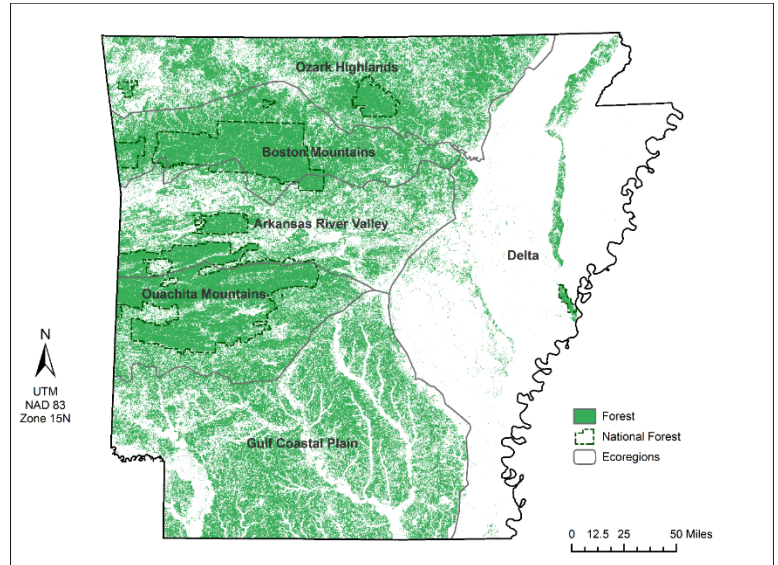 Ozark Highlands
Boston Mountains
Arkansas River Valley
Delta
Ouachita Mountains
N
UTM
NAD 83
Zone 15N
Gulf Coastal Plain
Forest
National Forest
Ecoregions
0 12.5 25 50 Miles